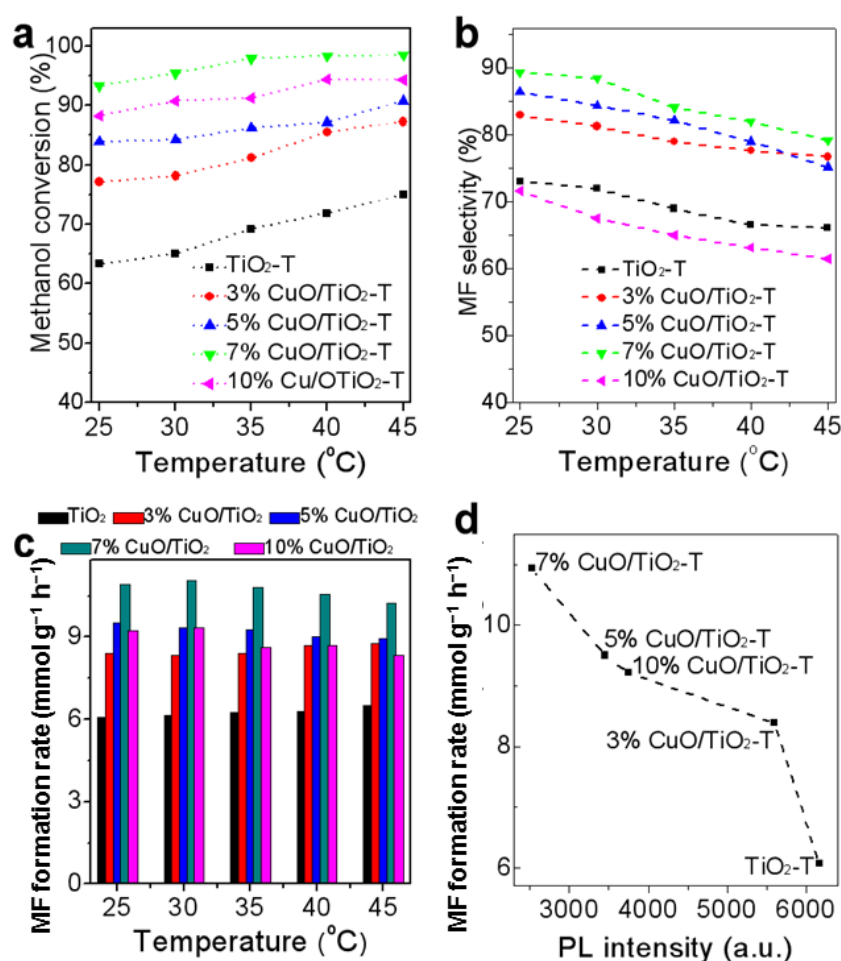 a
Methanol conversion (%)
100
90
80
70
60
50
40
TiO₂-T
3% CuO/TiO₂-T
5% CuO/TiO₂-T
7% CuO/TiO₂-T
10% Cu/OTiO₂-T
25 30 35 40 45
Temperature (°C)
b
MF selectivity (%)
90
80
70
60
50
40
TiO₂-T
3% CuO/TiO₂-T
5% CuO/TiO₂-T
7% CuO/TiO₂-T
10% CuO/TiO₂-T
25 30 35 40 45
Temperature (°C)
TiO₂ 3% CuO/TiO₂ 5% CuO/TiO₂
7% CuO/TiO₂ 10% CuO/TiO₂
c
MF formation rate (mmol g⁻¹ h⁻¹)
9
6
3
0
25 30 35 40 45
Temperature (°C)
d
MF formation rate (mmol g⁻¹ h⁻¹)
10
8
6
7% CuO/TiO₂-T
5% CuO/TiO₂-T
10% CuO/TiO₂-T
3% CuO/TiO₂-T
TiO₂-T
3000 4000 5000 6000
PL intensity (a.u.)